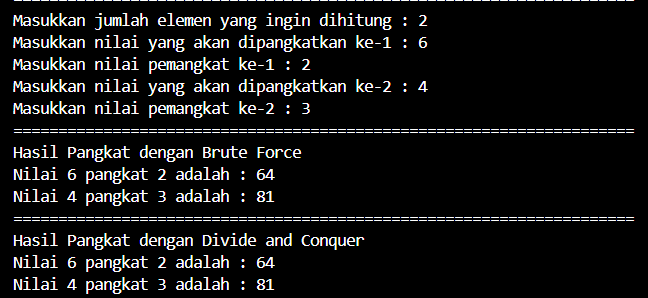 ======================================================================
Masukkan jumlah elemen yang ingin dihitung : 2
Masukkan nilai yang akan dipangkatkan ke-1 : 6
Masukkan nilai pemangkat ke-1 : 2
Masukkan nilai yang akan dipangkatkan ke-2 : 4
Masukkan nilai pemangkat ke-2 : 3
======================================================================
Hasil Pangkat dengan Brute Force
Nilai 6 pangkat 2 adalah : 64
Nilai 4 pangkat 3 adalah : 81
======================================================================
Hasil Pangkat dengan Divide and Conquer
Nilai 6 pangkat 2 adalah : 64
Nilai 4 pangkat 3 adalah : 81